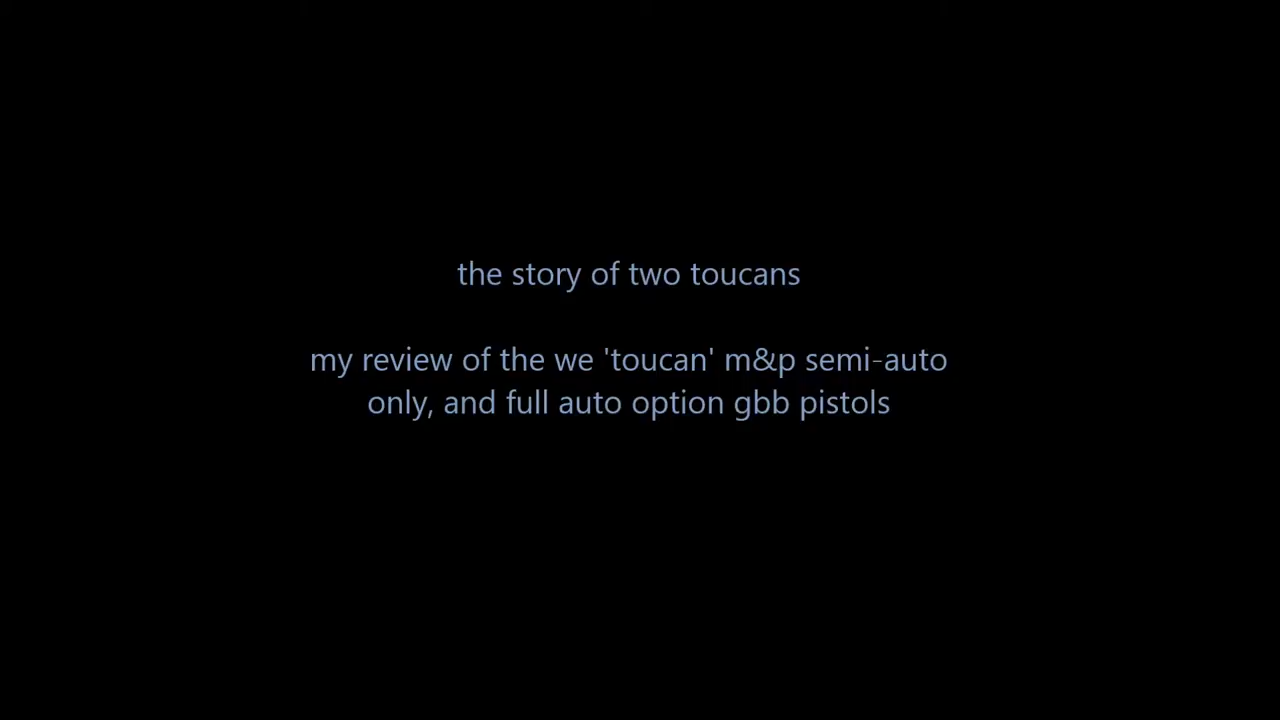 the story of two toucans
my review of the we 'toucan' m&p semi-auto
only, and full auto option gbb pistols